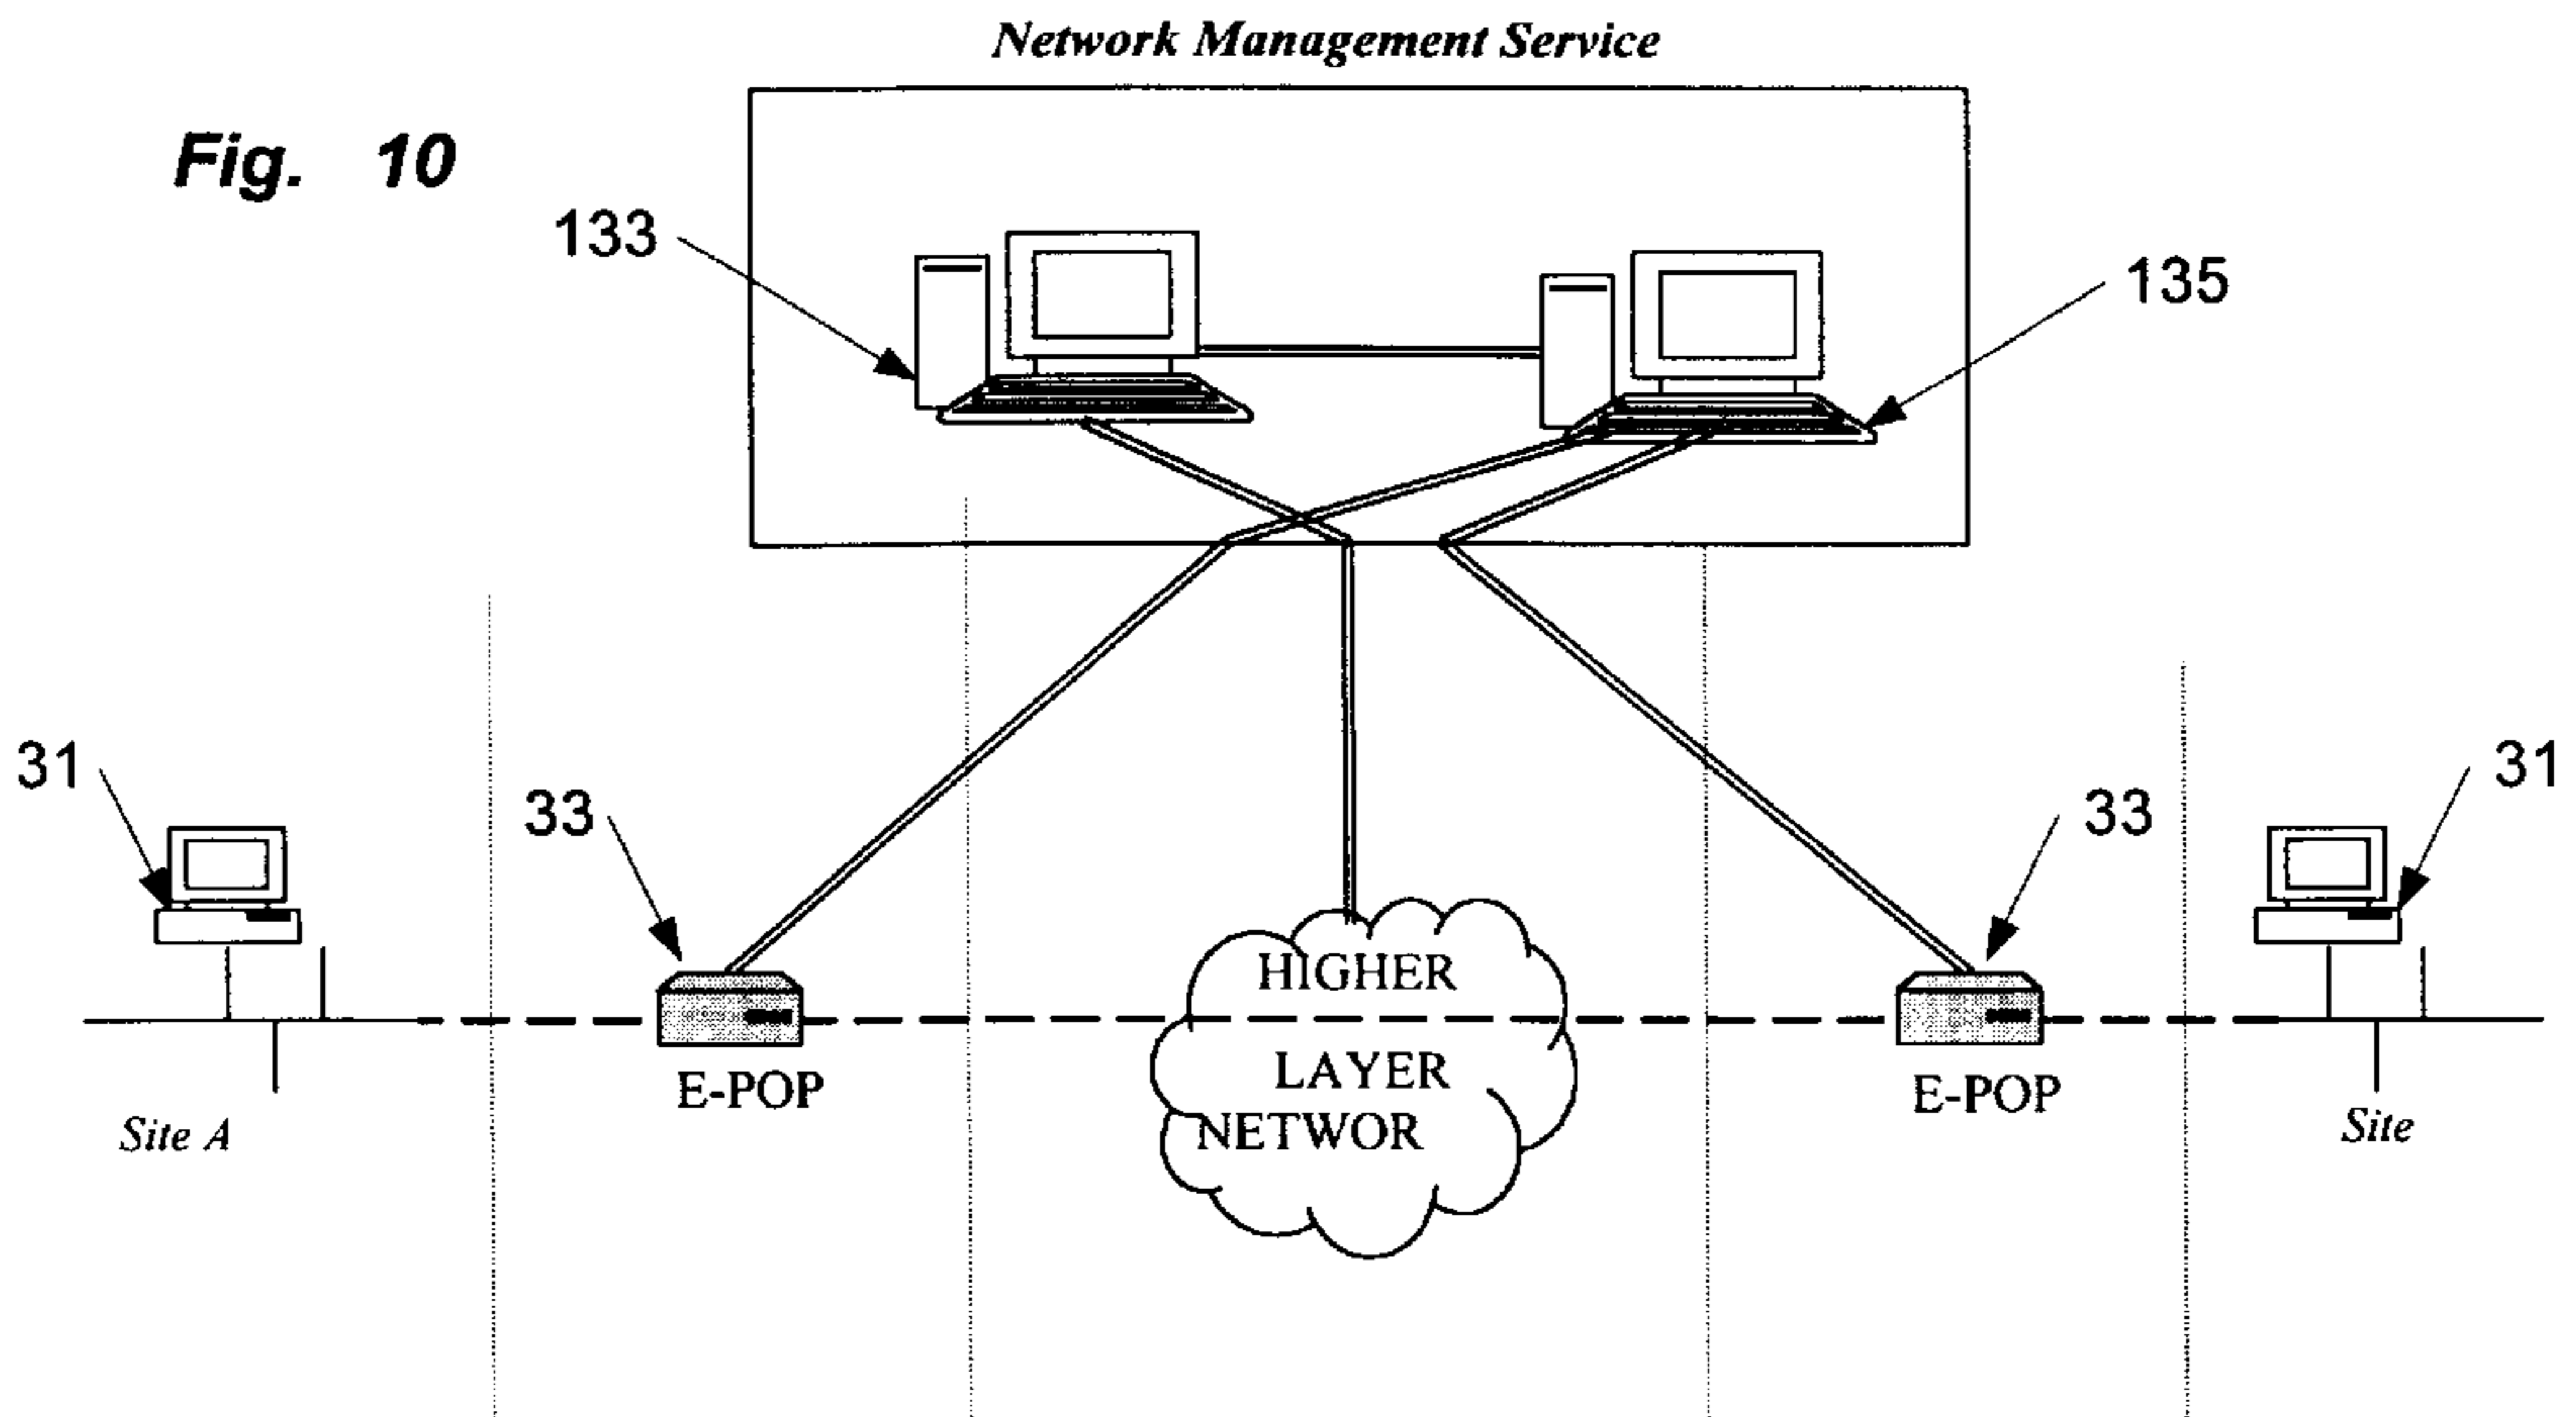 Network Management Service
Fig. 10
133
135
31
33
33
31
HIGHER
LAYER
NETWOR
E-POP
E-POP
Site A
Site